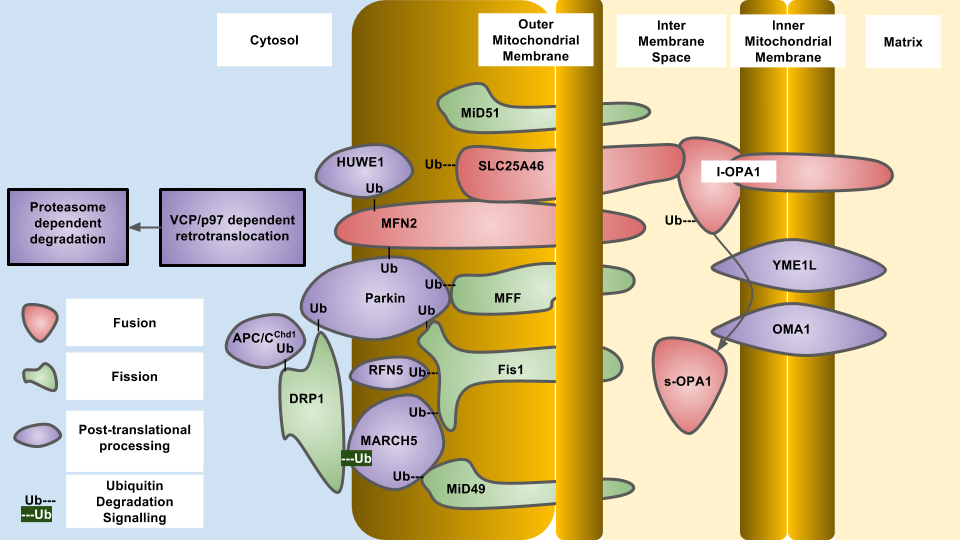 Cytosol
Outer
Mitochondrial
Membrane
Inter
Membrane
Space
Inner
Mitochondrial
Membrane
Matrix
MiD51
HUWE1
Ub
Ub---
SLC25A46
l-OPA1
Ub---
MFN2
Ub
Proteasome
dependent
degradation
VCP/p97 dependent
retrotranslocation
Parkin
Ub---
MFF
Ub
Ub
YME1L
OMA1
APC/CChd1
Ub
RFN5
Ub---
Fis1
s-OPA1
DRP1
Ub---
MARCH5
---Ub
Ub---
MiD49
Fusion
Fission
Post-translational
processing
Ub---
---Ub
Ubiquitin
Degradation
Signalling